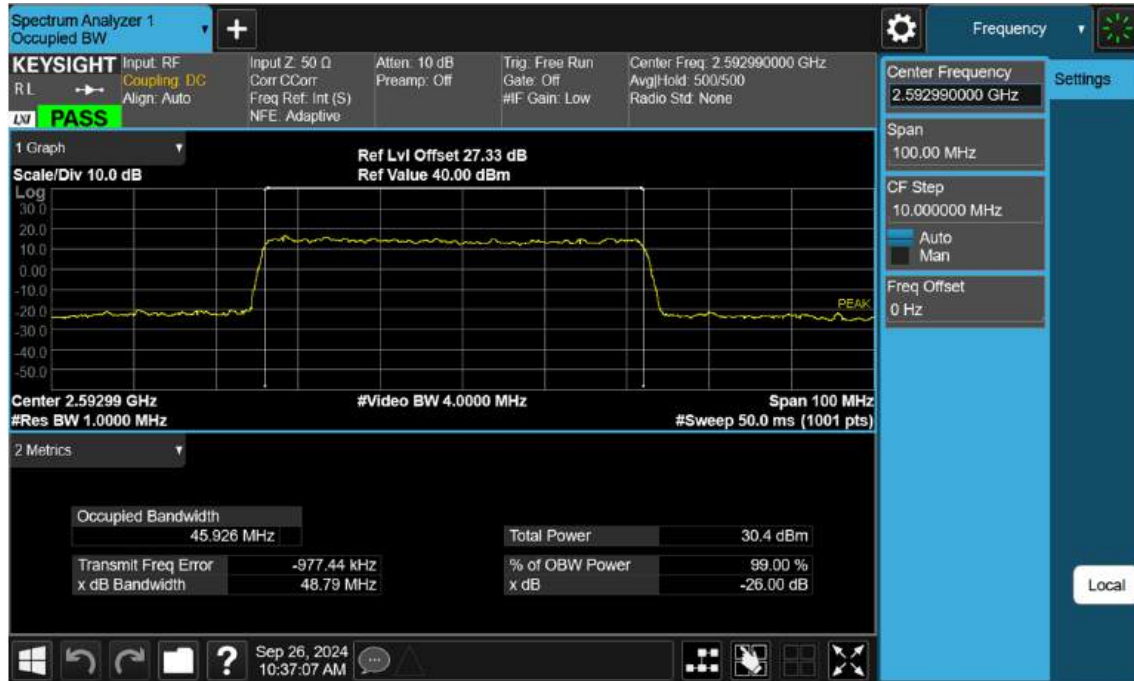 Spectrum Analyzer 1
Occupied BW
+
Frequency
KEYSIGHT
R L
LXI
PASS
Input: RF
Coupling: DC
Align: Auto
Input Z: 50 Ω
Corr CCorr
Freq Ref: Int (S)
NFE: Adaptive
Atten: 10 dB
Preamp: Off
Trig: Free Run
Gate: Off
#IF Gain: Low
Center Freq: 2.592990000 GHz
Avg|Hold: 500/500
Radio Std: None
Center Frequency
2.592990000 GHz
Settings
Span
100.00 MHz
CF Step
10.000000 MHz
Auto
Man
Freq Offset
0 Hz
Local
1 Graph
Scale/Div 10.0 dB
Ref Lvl Offset 27.33 dB
Ref Value 40.00 dBm
Log
30.0
20.0
10.0
0.00
-10.0
-20.0
-30.0
-40.0
-50.0
PEAK
Center 2.59299 GHz
#Video BW 4.0000 MHz
Span 100 MHz
#Res BW 1.0000 MHz
#Sweep 50.0 ms (1001 pts)
2 Metrics
Occupied Bandwidth
45.926 MHz
Total Power 30.4 dBm
Transmit Freq Error -977.44 kHz
% of OBW Power 99.00 %
x dB Bandwidth 48.79 MHz
x dB -26.00 dB
?
Sep 26, 2024
10:37:07 AM